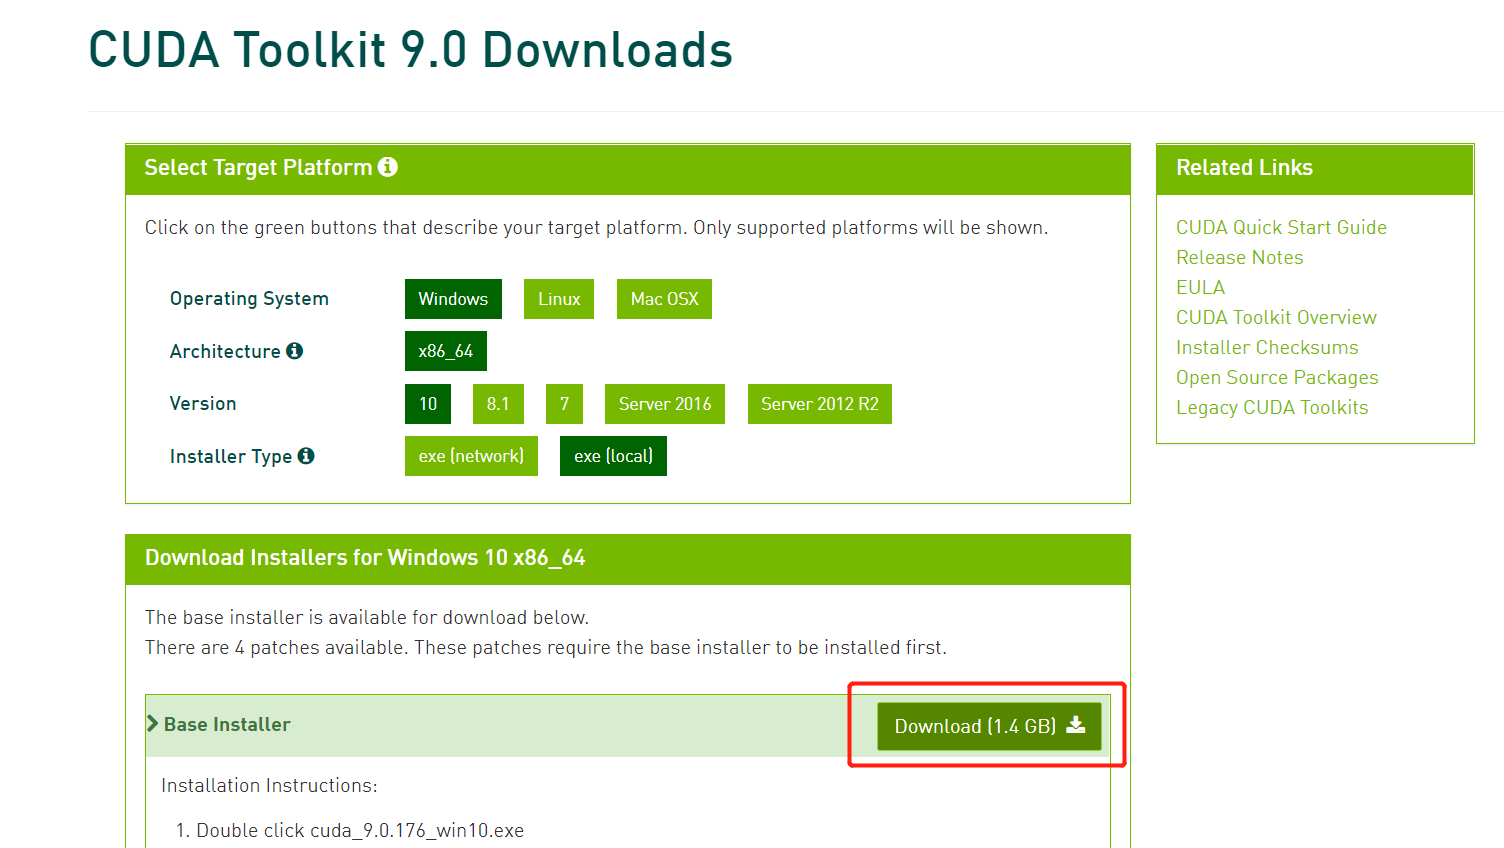 CUDA Toolkit 9.0 Downloads
Select Target Platform
Click on the green buttons that describe your target platform. Only supported platforms will be shown.
Operating System Windows Linux Mac OSX
Architecture x86_64
Version 10 8.1 7 Server 2016 Server 2012 R2
Installer Type exe (network) exe (local)
Download Installers for Windows 10 x86_64
The base installer is available for download below.
There are 4 patches available. These patches require the base installer to be installed first.
Base Installer Download (1.4 GB)
Installation Instructions:
1. Double click cuda_9.0.176_win10.exe
Related Links
CUDA Quick Start Guide
Release Notes
EULA
CUDA Toolkit Overview
Installer Checksums
Open Source Packages
Legacy CUDA Toolkits